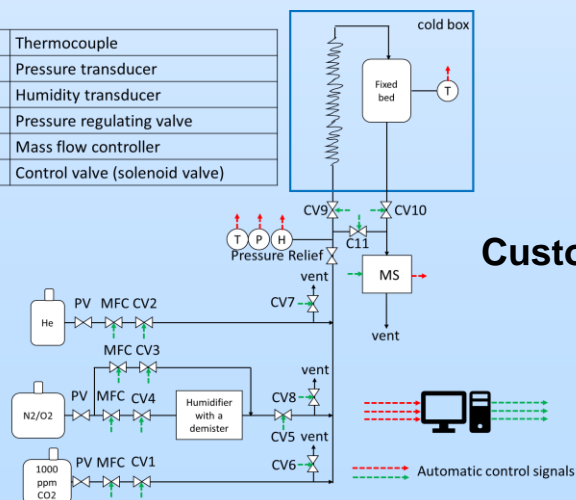 cold box
Thermocouple
Pressure transducer
Humidity transducer
Pressure regulating valve
Mass flow controller
Control valve (solenoid valve)
Fixed
bed
T
CV9
CV10
T P H
C11
Pressure Relief
Custo
vent
MS
CV7
vent
PV MFC CV2
He
MFC CV3
vent
CV8
PV MFC CV4
N2/O2
Humidifier
with a
demister
CV5 vent
CV6
PV MFC CV1
1000
ppm
CO2
Automatic control signals